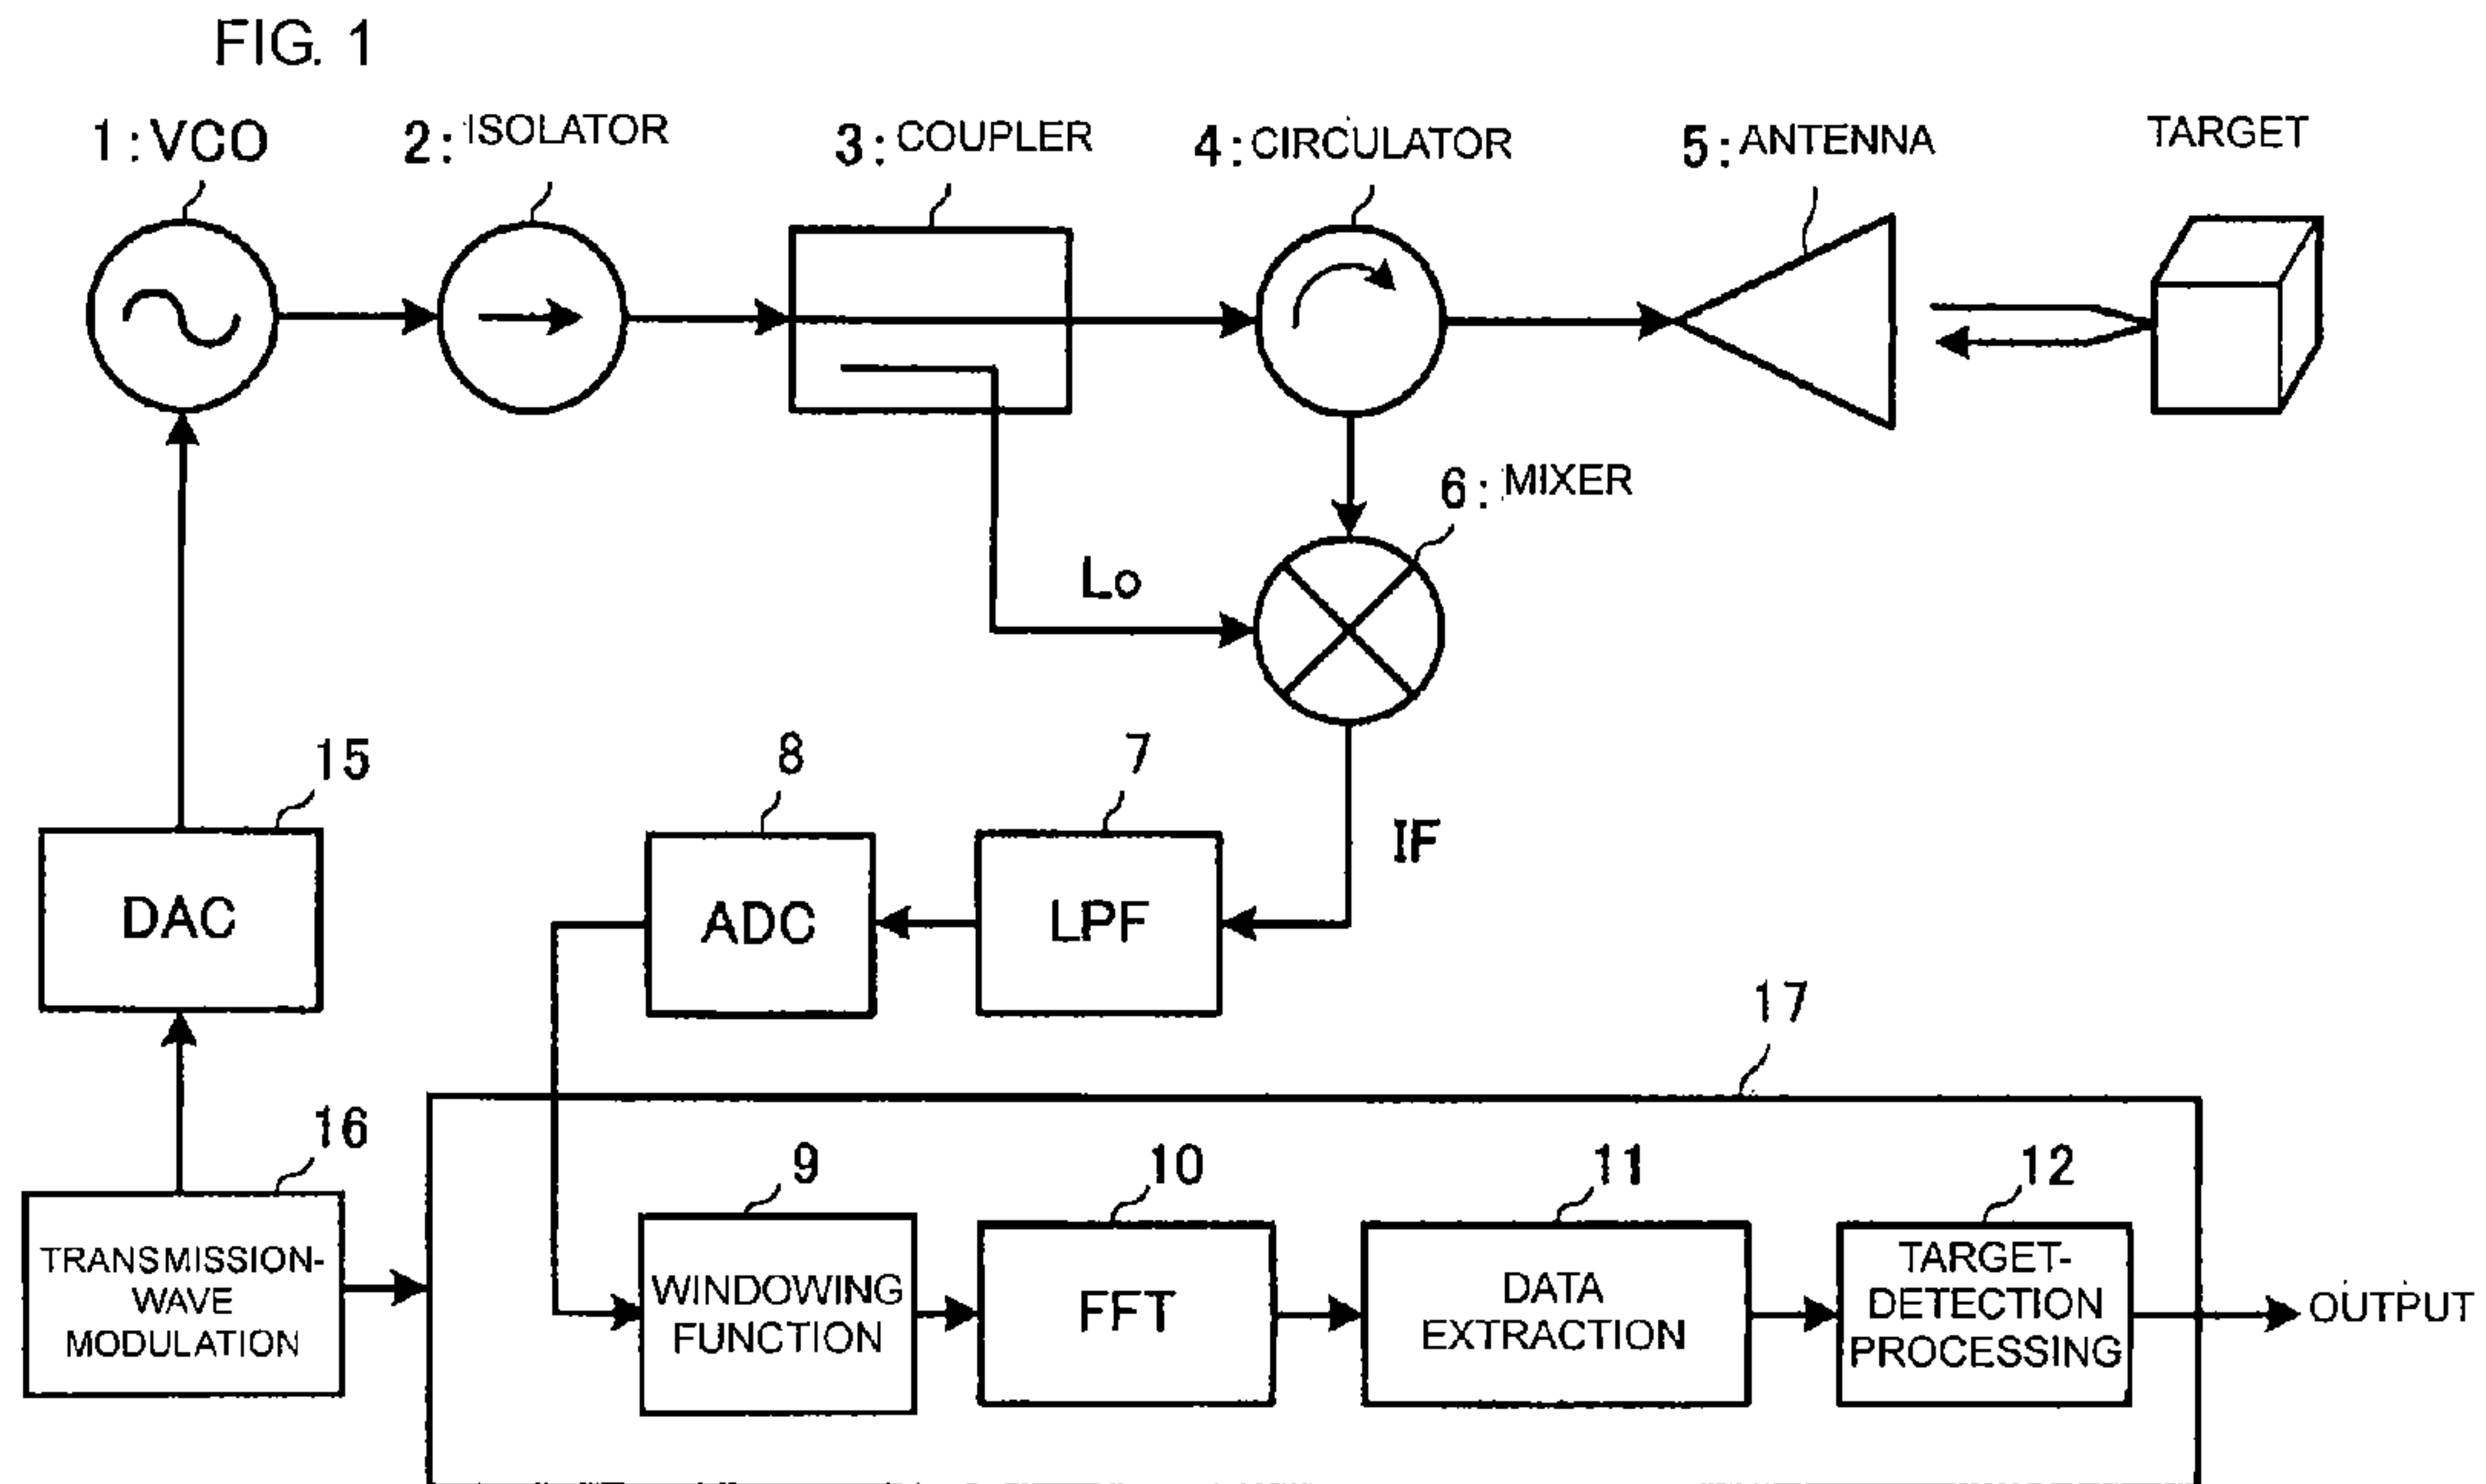 FIG. 1
1:VCO
2:ISOLATOR
3:COUPLER
4:CIRCULATOR
5:ANTENNA
TARGET
6:MIXER
Lo
15
8
7
IF
DAC
ADC
LPF
17
16
9
10
11
12
TRANSMISSION-
WAVE
MODULATION
WINDOWING
FUNCTION
FFT
DATA
EXTRACTION
TARGET-
DETECTION
PROCESSING
OUTPUT